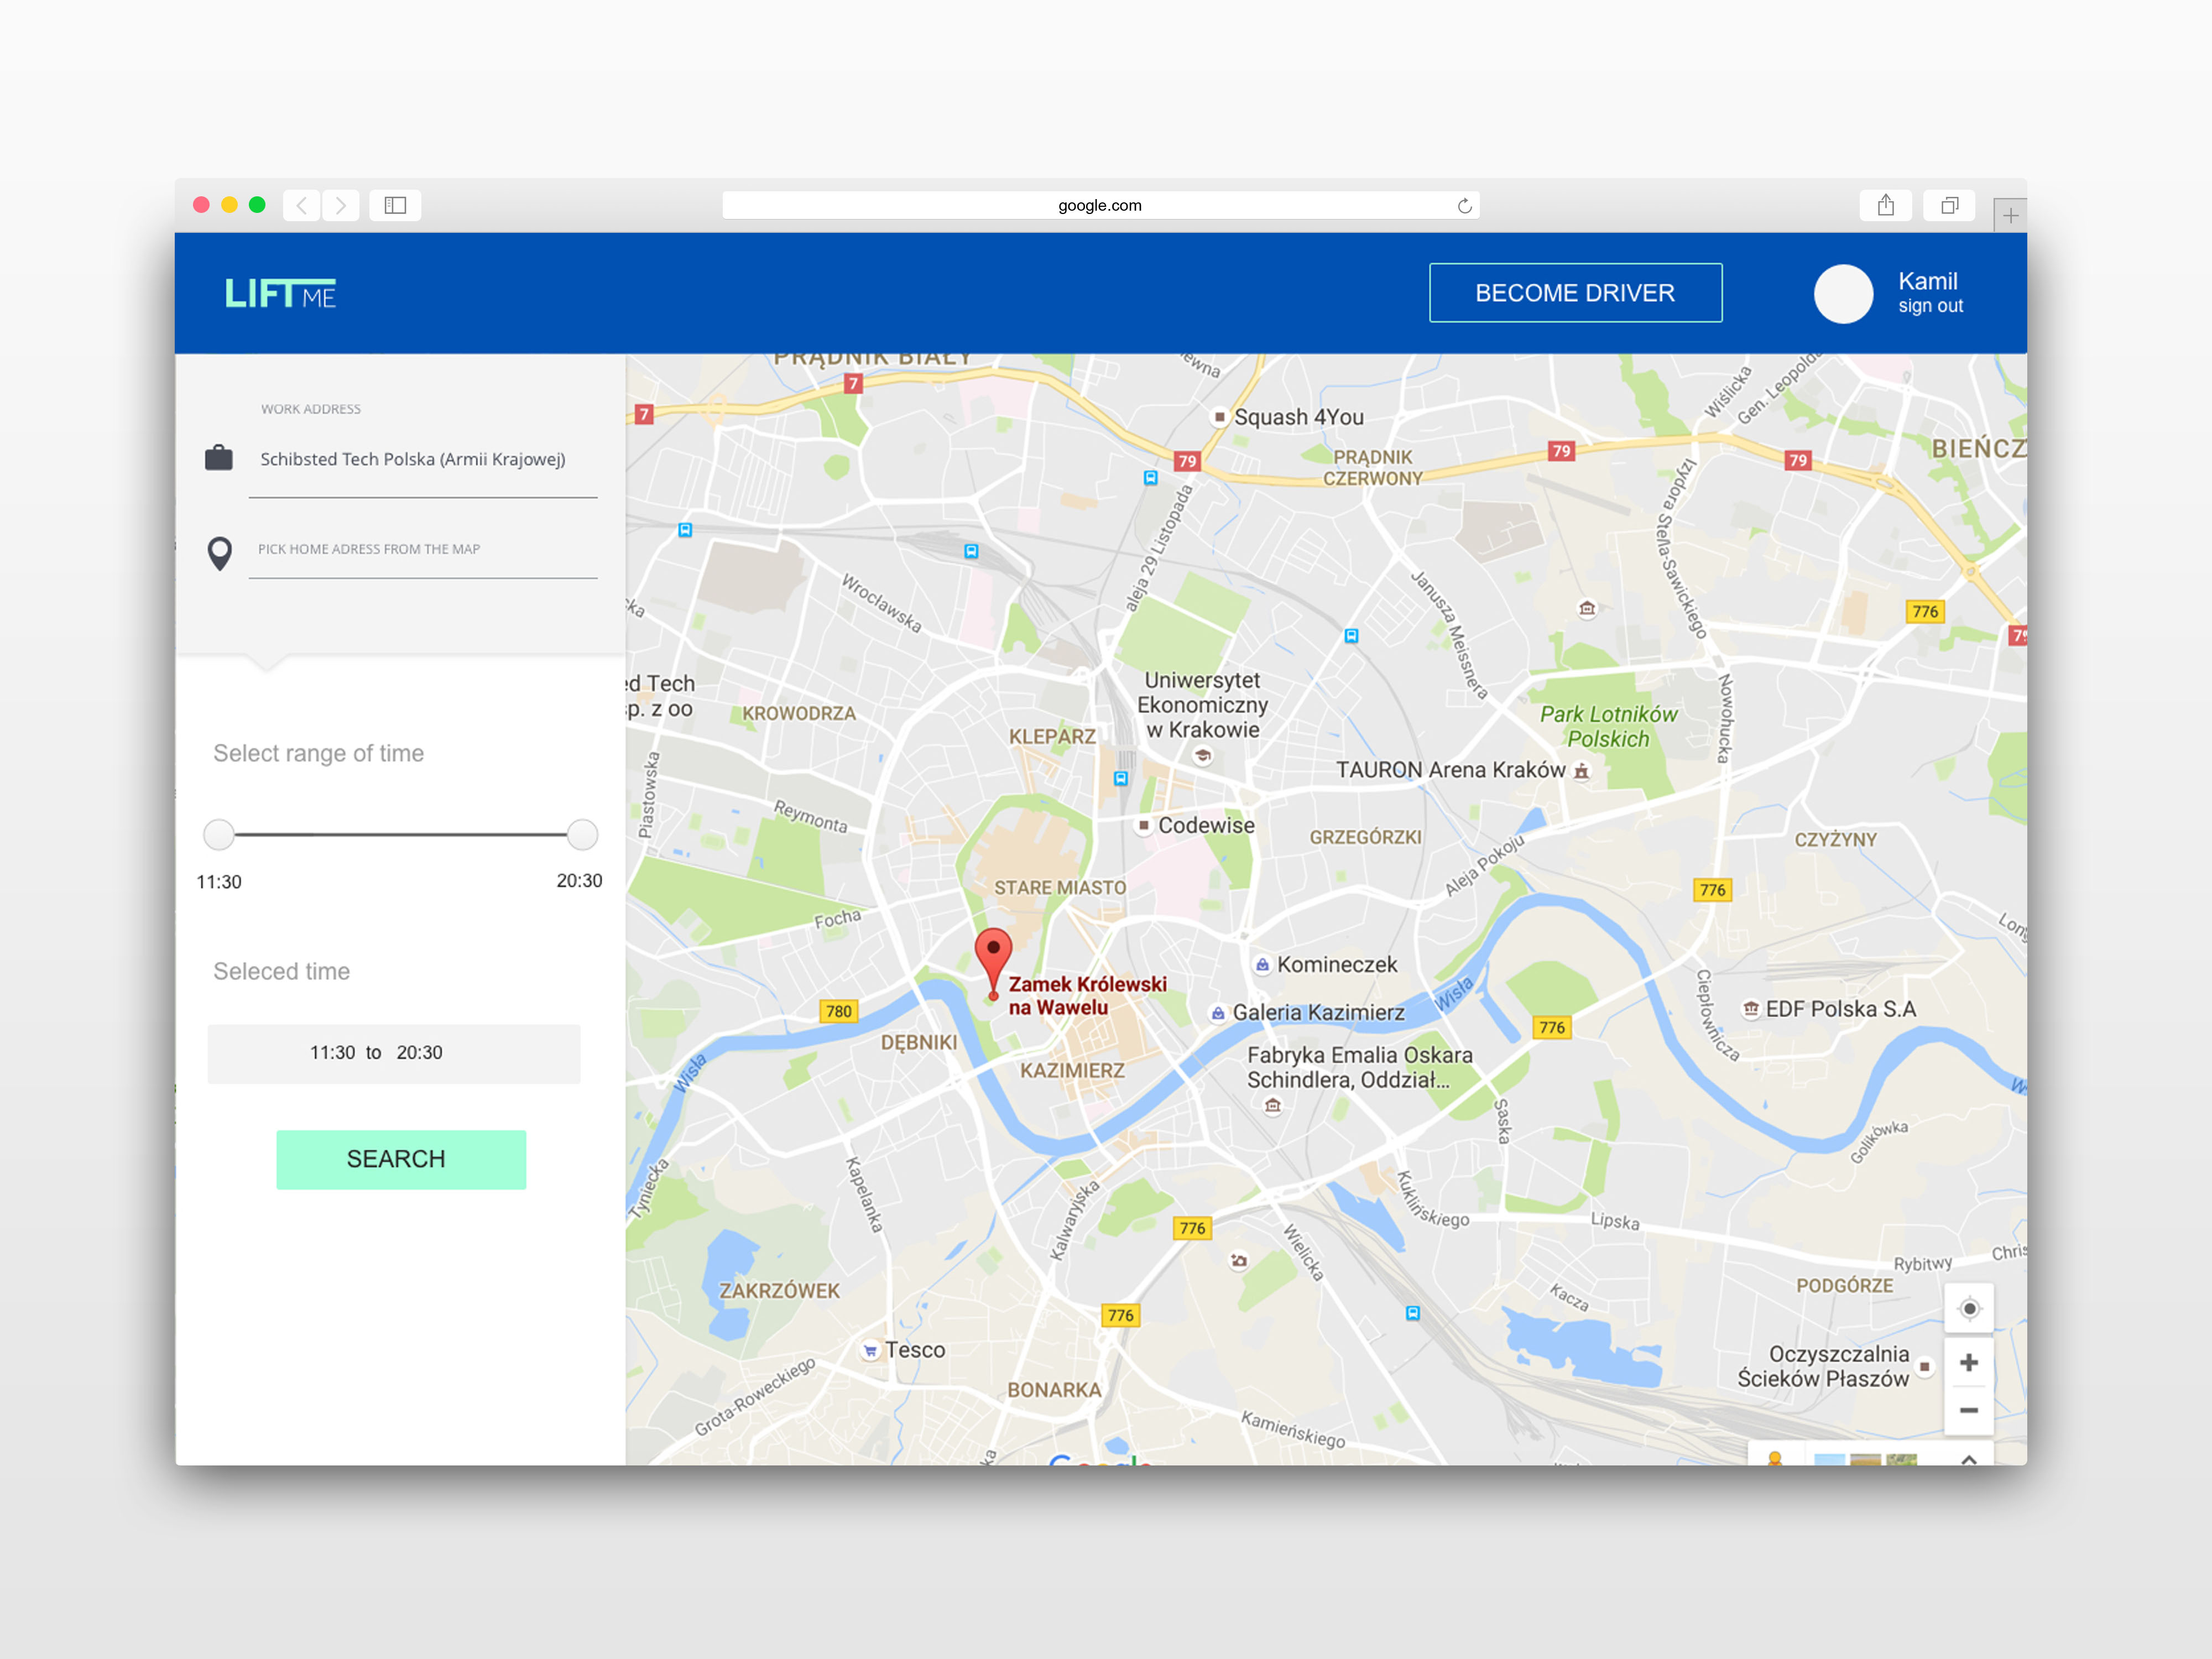 google.com
LIFT ME
BECOME DRIVER
Kamil
sign out
WORK ADDRESS
Schibsted Tech Polska (Armii Krajowej)
PICK HOME ADRESS FROM THE MAP
Select range of time
11:30
20:30
Seleced time
11:30 to 20:30
SEARCH
PRĄDNIK BIAŁY
7
7
Squash 4You
79
PRĄDNIK
CZERWONY
79
79
BIEŃCZ
Wiślicka
Gen. Leopolda
aleja 29 Listopada
Wrocławska
Janusza Meissnera
Izydora Stella-Sawickiego
776
ed Tech
sp. z oo
KROWODRZA
KLEPARZ
Uniwersytet
Ekonomiczny
w Krakowie
Park Lotników
Polskich
Nowohucka
TAURON Arena Kraków
Piastowska
Reymonta
Codewise
GRZEGÓRZKI
Aleja Pokoju
CZYŻYNY
STARE MIASTO
776
Focha
Zamek Królewski
na Wawelu
Komineczek
Galeria Kazimierz
Wisła
780
776
Ciepłownicza
EDF Polska S.A
DĘBNIKI
KAZIMIERZ
Fabryka Emalia Oskara
Schindlera, Oddział...
Wisła
Saska
Golikówka
Tyniecka
Kapelanka
Kalwaryjska
776
Kuklińskiego
Wielicka
Lipska
Rybitwy
Chris
ZAKRZÓWEK
776
Kacza
PODGÓRZE
Tesco
Oczyszczalnia
Ścieków Płaszów
BONARKA
Grota-Roweckiego
Kamieńskiego
Google